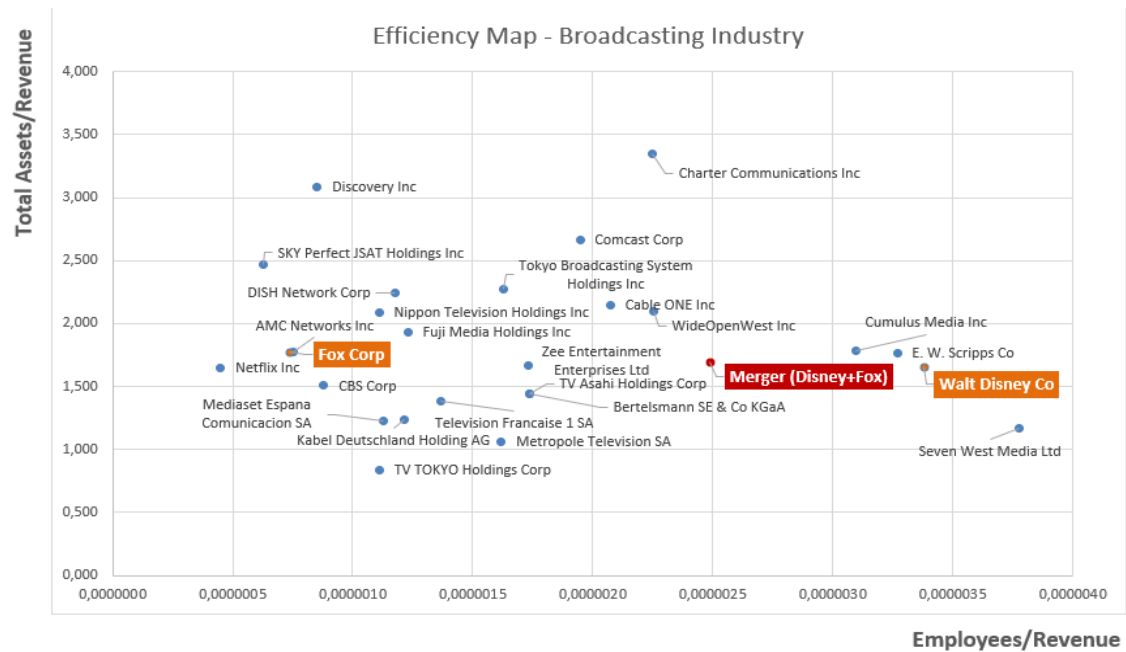 Efficiency Map - Broadcasting Industry
Total Assets/Revenue
4,000
3,500
3,000
2,500
2,000
1,500
1,000
0,500
0,000
Charter Communications Inc
Discovery Inc
Comcast Corp
SKY Perfect JSAT Holdings Inc
Tokyo Broadcasting System
Holdings Inc
DISH Network Corp
Cable ONE Inc
Nippon Television Holdings Inc
WideOpenWest Inc
Cumulus Media Inc
AMC Networks Inc
Fuji Media Holdings Inc
Fox Corp
Zee Entertainment
Enterprises Ltd
E. W. Scripps Co
Netflix Inc
Merger (Disney+Fox)
Walt Disney Co
CBS Corp
TV Asahi Holdings Corp
Mediaset Espana
Comunicacion SA
Bertelsmann SE & Co KGaA
Television Francaise 1 SA
Kabel Deutschland Holding AG
Metropole Television SA
Seven West Media Ltd
TV TOKYO Holdings Corp
0,0000000
0,0000005
0,0000010
0,0000015
0,0000020
0,0000025
0,0000030
0,0000035
0,0000040
Employees/Revenue